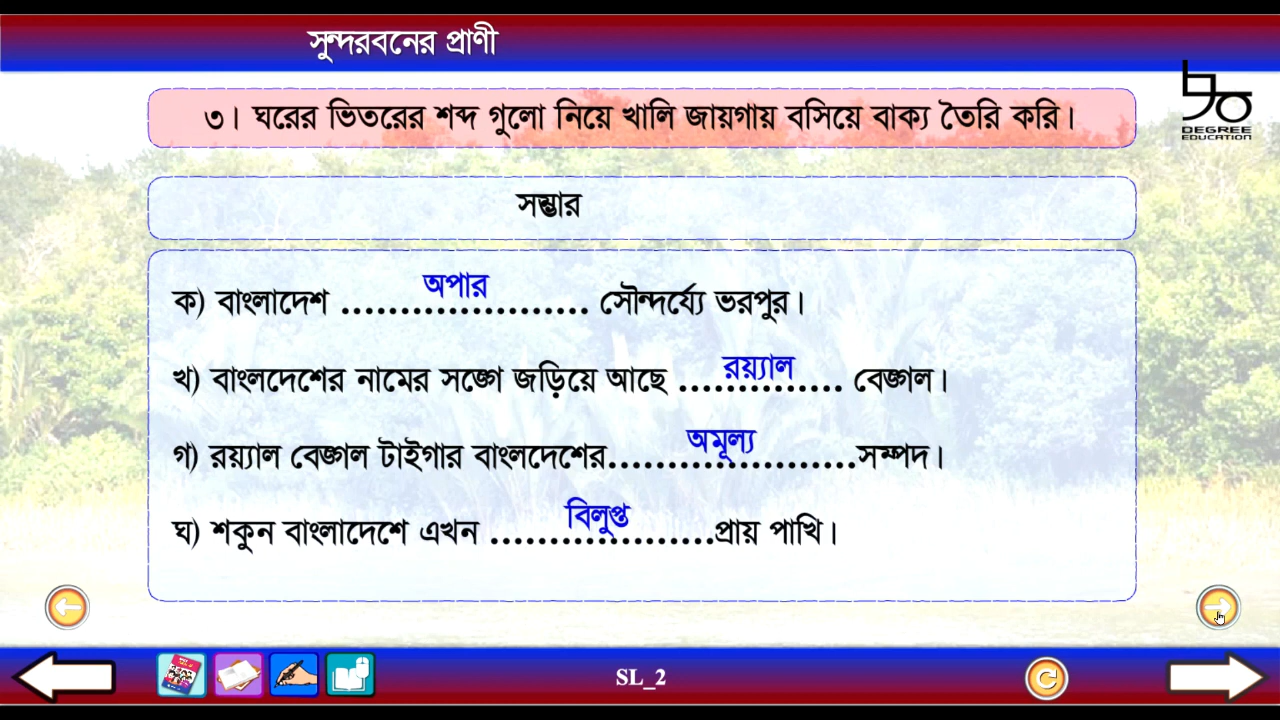 সুন্দরবনের প্রাণী
৩। ঘরের ভিতরের শব্দ গুলো নিয়ে খালি জায়গায় বসিয়ে বাক্য তৈরি করি।
DEGREE
EDUCATION
সম্ভার
ক) বাংলাদেশ ..................... অপার সৌন্দর্য্যে ভরপুর।
খ) বাংলদেশের নামের সঙ্গে জড়িয়ে আছে .............. রয়্যাল বেঙ্গল।
গ) রয়্যাল বেঙ্গল টাইগার বাংলদেশের..................... অমূল্য সম্পদ।
ঘ) শকুন বাংলাদেশে এখন ................... বিলুপ্ত প্রায় পাখি।
SL_2